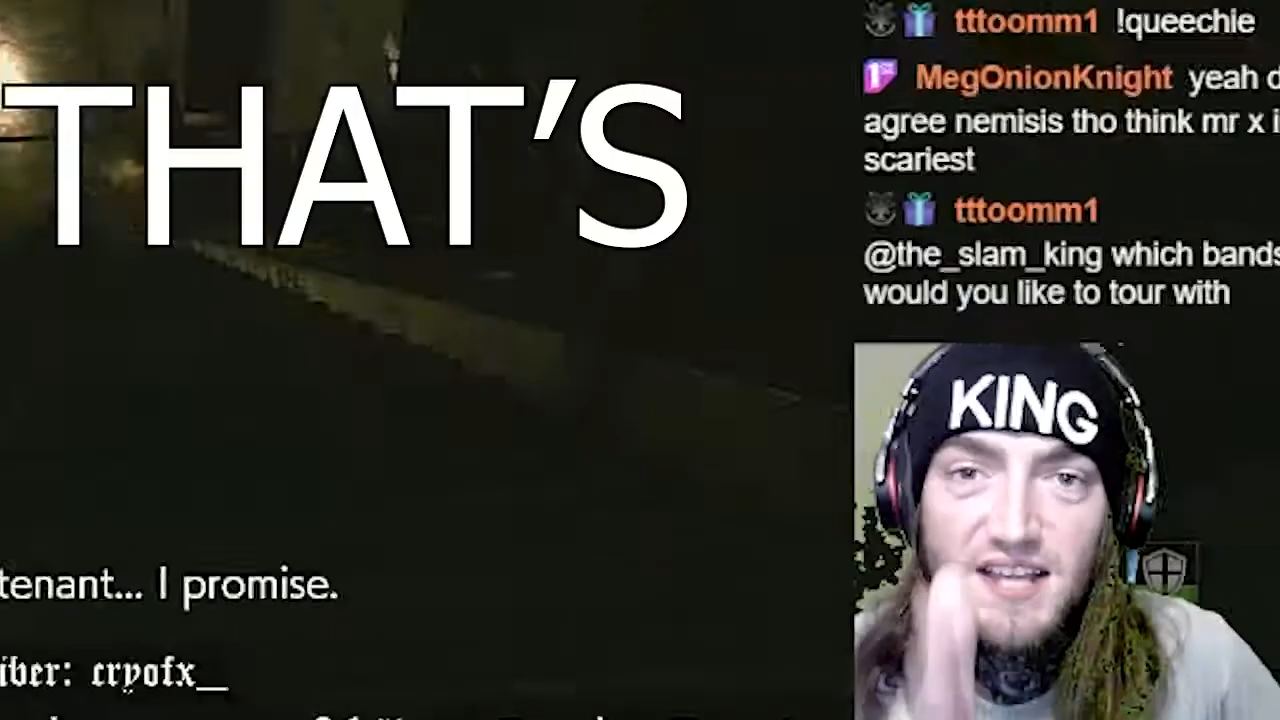 tttoomm1 !queechie
MegOnionKnight yeah d
agree nemisis tho think mr x i
scariest
tttoomm1
@the_slam_king which bands
would you like to tour with
THAT'S
KING
tenant... I promise.
iber: cryofx_